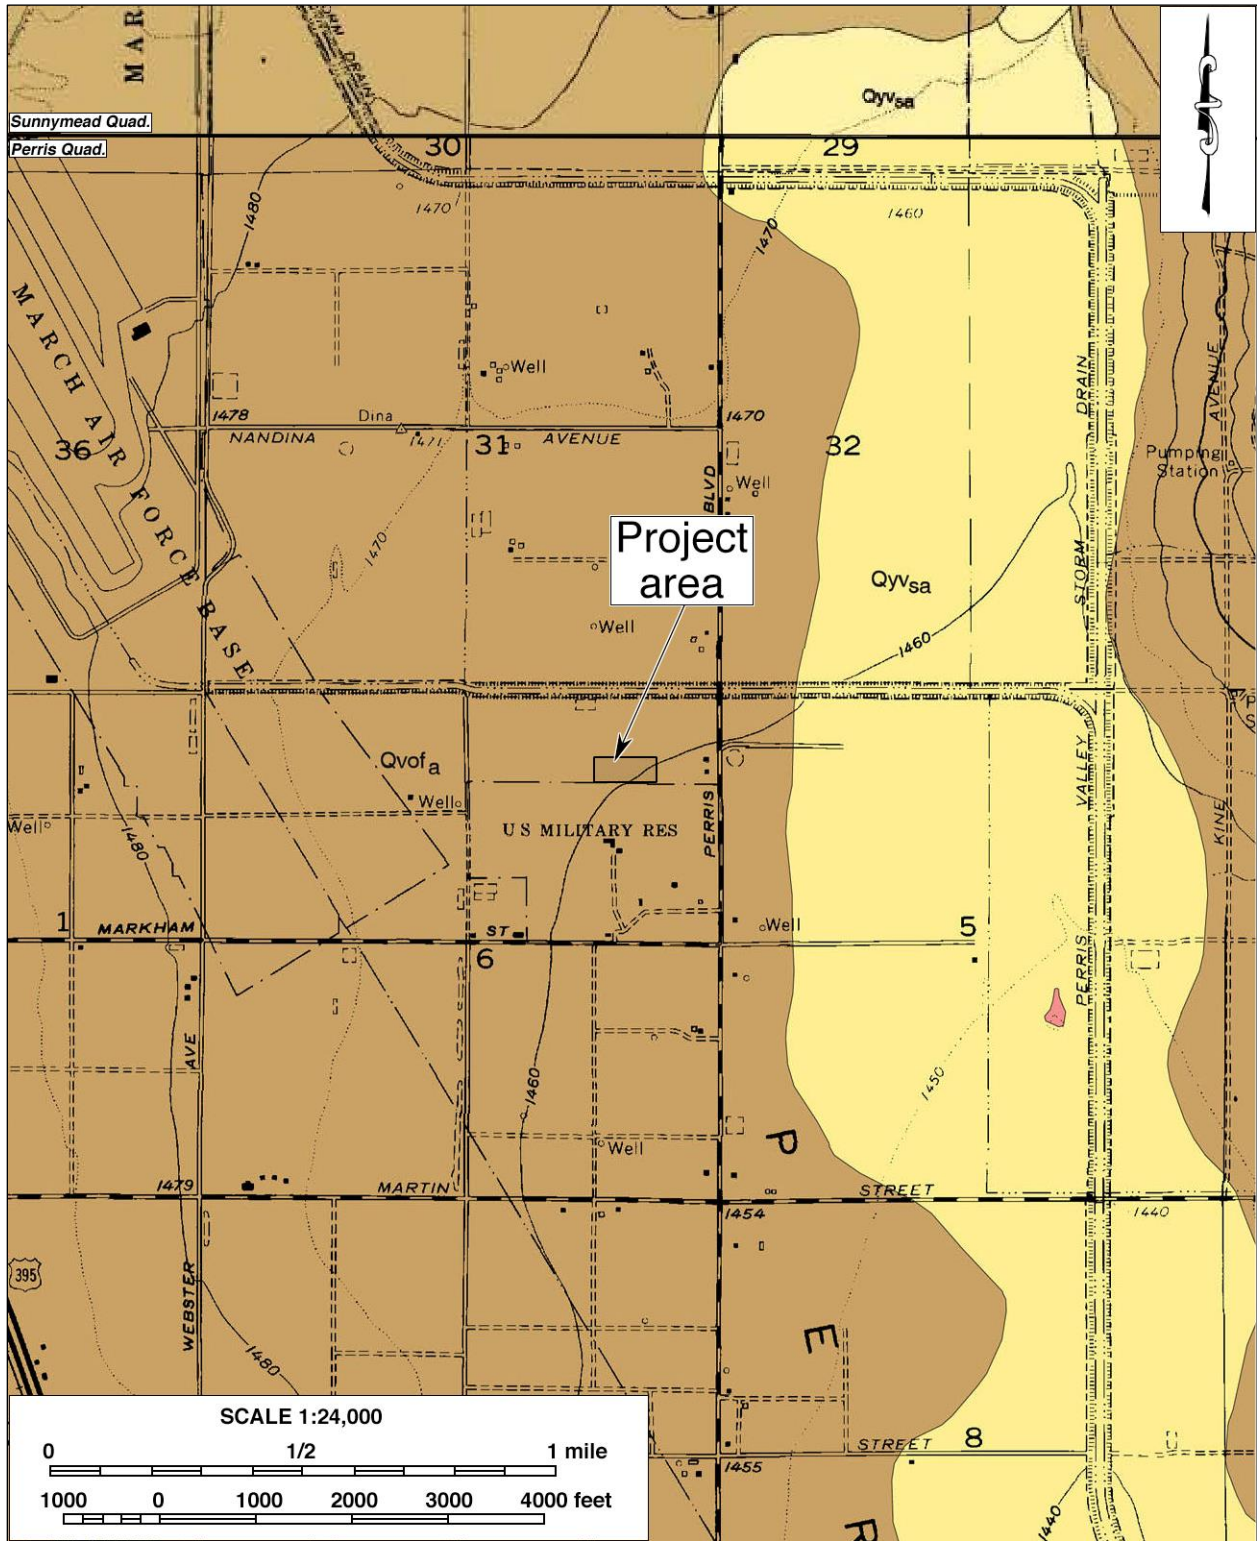 MAR
DRAIN
Qyvsa
Sunnymead Quad.
Perris Quad.
30
29
1480
1470
1470
1460
MARCH AIR FORCE BASE
Well
DRAIN
AVENUE
1478
Dina
1471
1470
NANDINA
AVENUE
36
31
32
Pumping
Station
BLVD
Well
1470
Project
area
STORM
Qyvsa
Well
1460
Qvofa
VALLEY
Well
Well
1480
U S MILITARY RES
PERRIS
KINE
1
MARKHAM
ST
Well
5
6
PERRIS
AVE
1460
1450
P
Well
1479
MARTIN
STREET
1454
1440
395
WEBSTER
E
1480
SCALE 1:24,000
0 1/2 1 mile
1000 0 1000 2000 3000 4000 feet
STREET
8
1455
1440
R